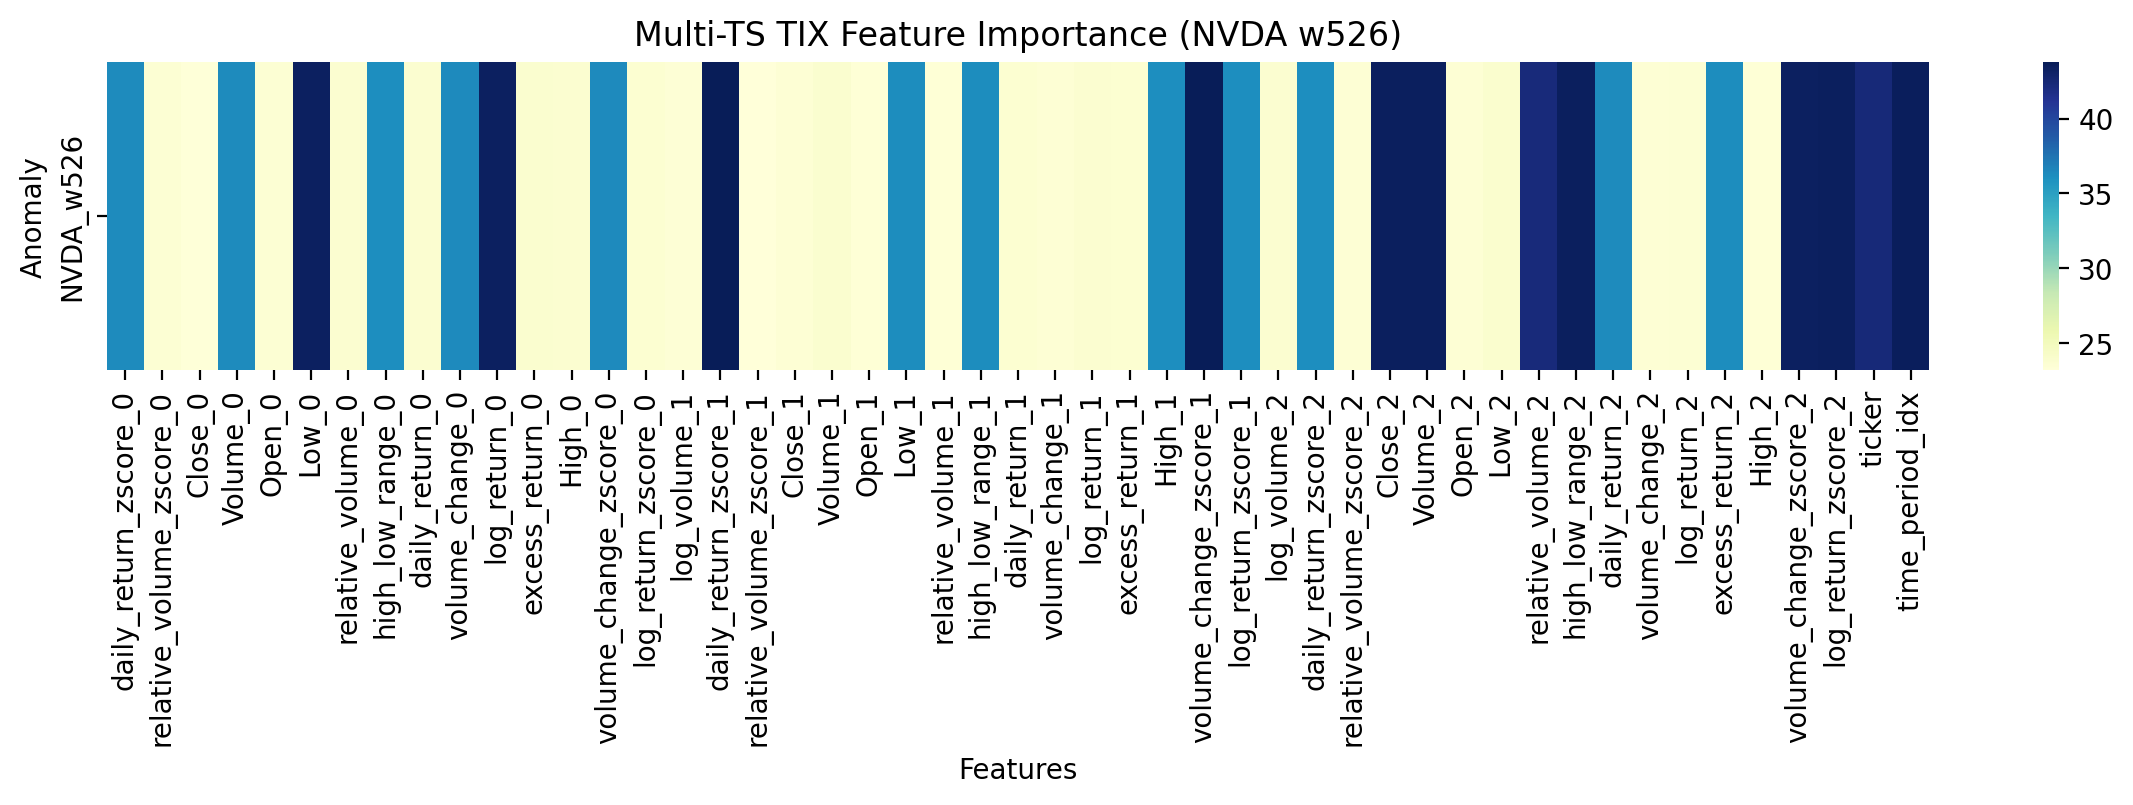 Multi-TS TIX Feature Importance (NVDA w526)
Anomaly
NVDA_w526
40
35
30
25
daily_return_zscore_0
relative_volume_zscore_0
Close_0
Volume_0
Open_0
Low_0
relative_volume_0
high_low_range_0
daily_return_0
volume_change_0
log_return_0
excess_return_0
High_0
volume_change_zscore_0
log_return_zscore_0
log_volume_1
daily_return_zscore_1
relative_volume_zscore_1
Close_1
Volume_1
Open_1
Low_1
relative_volume_1
high_low_range_1
daily_return_1
volume_change_1
log_return_1
excess_return_1
High_1
volume_change_zscore_1
log_return_zscore_1
log_volume_2
daily_return_zscore_2
relative_volume_zscore_2
Close_2
Volume_2
Open_2
Low_2
relative_volume_2
high_low_range_2
daily_return_2
volume_change_2
log_return_2
excess_return_2
High_2
volume_change_zscore_2
log_return_zscore_2
ticker
time_period_idx
Features